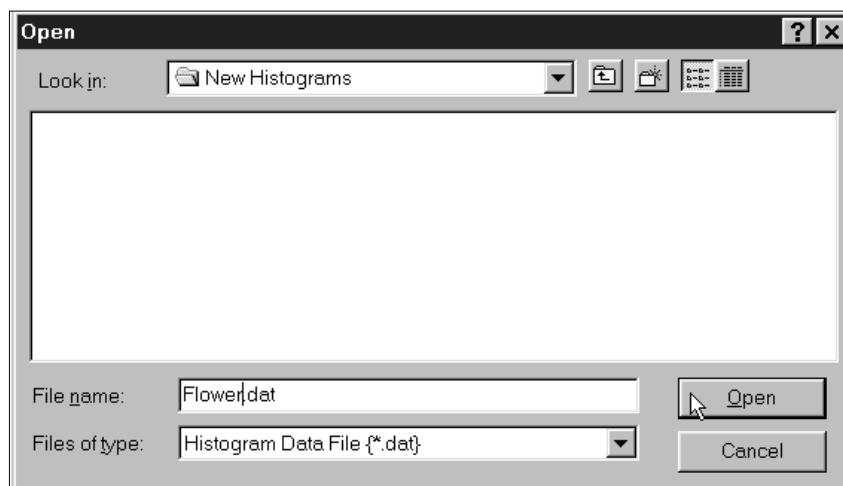 Open
Look in: New Histograms
File name: Flower.dat Open
Files of type: Histogram Data File {*.dat} Cancel